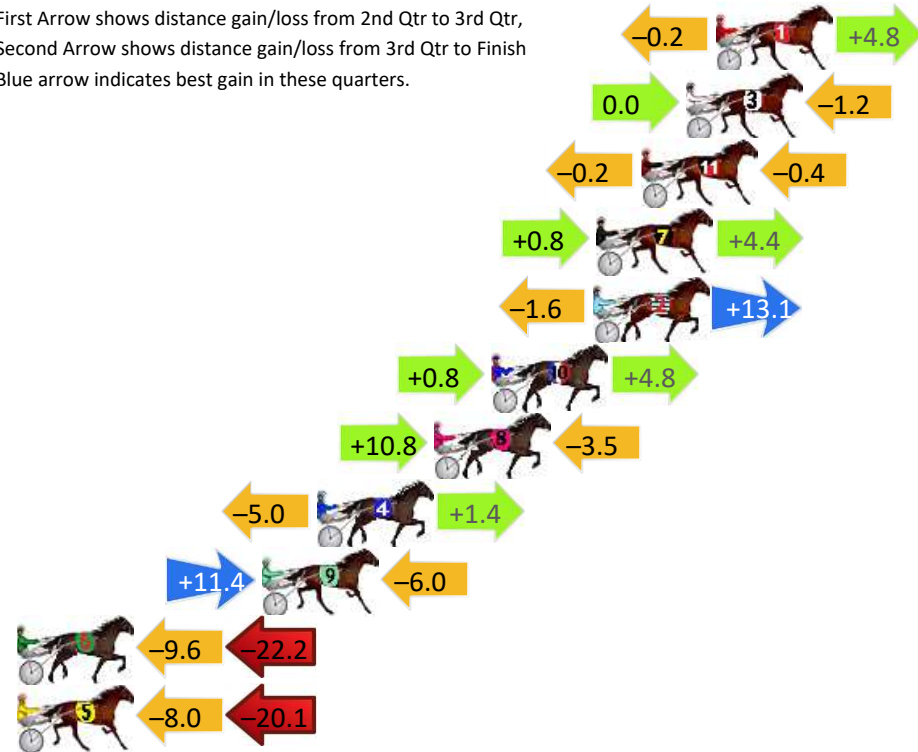 First Arrow shows distance gain/loss from 2nd Qtr to 3rd Qtr,
Second Arrow shows distance gain/loss from 3rd Qtr to Finish
Blue arrow indicates best gain in these quarters.
–0.2 1 +4.8
0.0 3 –1.2
–0.2 11 –0.4
+0.8 7 +4.4
–1.6 2 +13.1
+0.8 10 +4.8
+10.8 8 –3.5
–5.0 4 +1.4
+11.4 9 –6.0
6 –9.6 –22.2
5 –8.0 –20.1